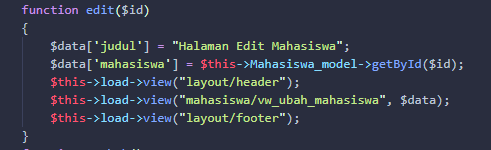 function edit($id)
{
$data['judul'] = "Halaman Edit Mahasiswa";
$data['mahasiswa'] = $this->Mahasiswa_model->getById($id);
$this->load->view("layout/header");
$this->load->view("mahasiswa/vw_ubah_mahasiswa", $data);
$this->load->view("layout/footer");
}